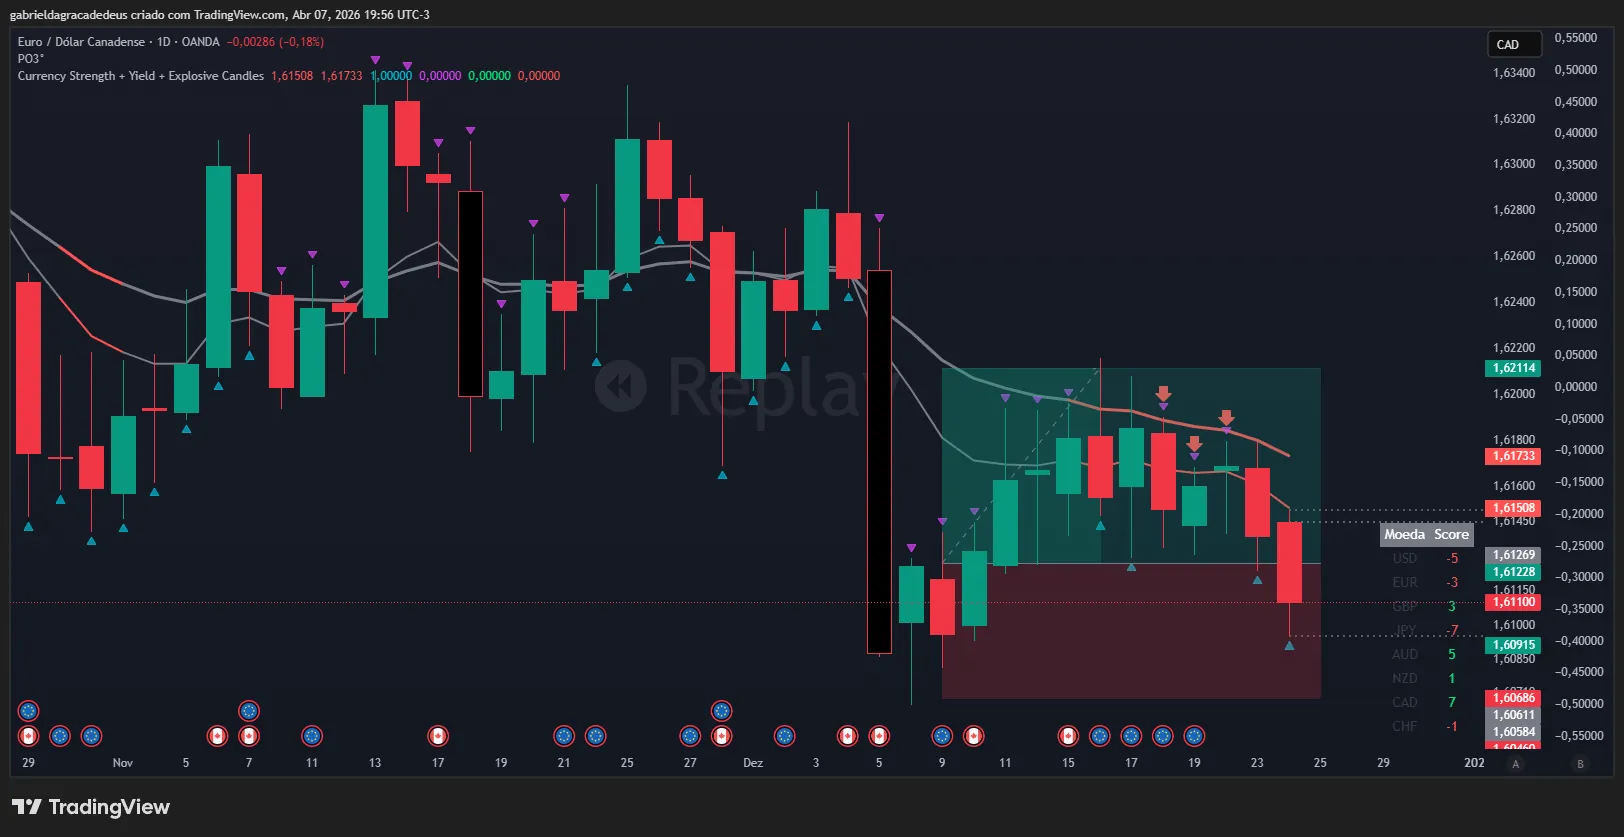 gabrieldagracadedeus criado com TradingView.com, Abr 07, 2026 19:56 UTC-3
Euro / Dólar Canadense · 1D · OANDA −0,00286 (−0,18%)
PO3°
Currency Strength + Yield + Explosive Candles 1,61508 1,61733 1,00000 0,00000 0,00000 0,00000
CAD
1,63400
1,63200
1,63000
1,62800
1,62600
1,62400
1,62200
1,62114
1,62000
1,61800
1,61733
1,61600
1,61508
1,61450
1,61269
1,61228
1,61150
1,61100
1,61000
1,60915
1,60850
1,60686
1,60611
1,60584
1,60460
0,55000
0,50000
0,45000
0,40000
0,35000
0,30000
0,25000
0,20000
0,15000
0,10000
0,05000
0,00000
−0,05000
−0,10000
−0,15000
−0,20000
−0,25000
−0,30000
−0,35000
−0,40000
−0,45000
−0,50000
−0,55000
Replay
Moeda Score
USD -5
EUR -3
GBP 3
JPY -7
AUD 5
NZD 1
CAD 7
CHF -1
29 Nov 5 7 11 13 17 19 21 25 27 Dez 3 5 9 11 15 17 19 23 25 29 202 A B
TradingView